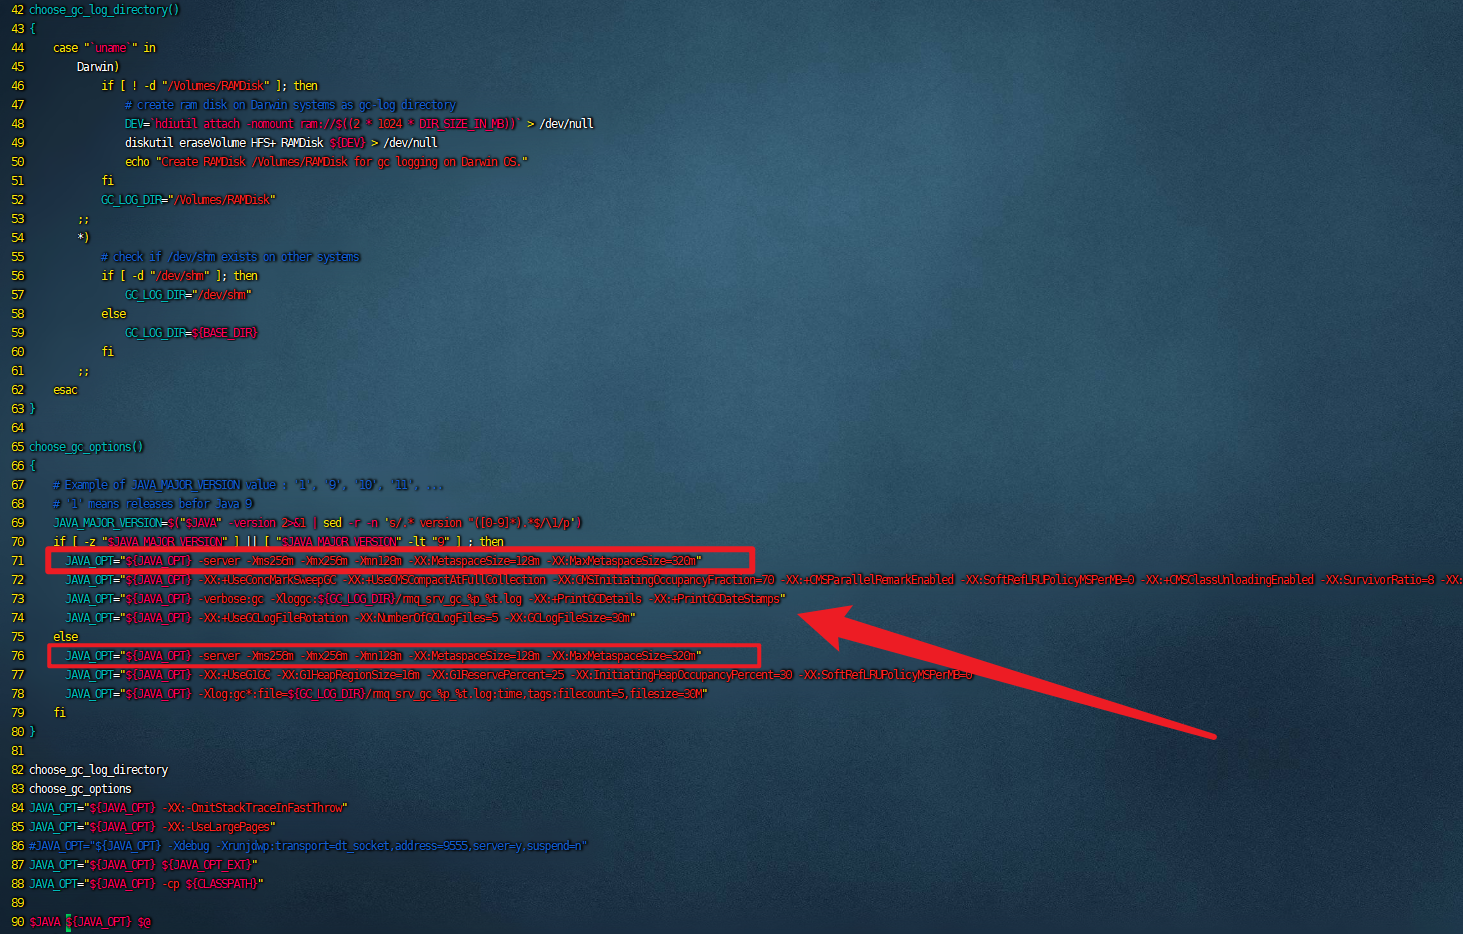 42 choose_gc_log_directory()
43 {
44     case "`uname`" in
45         Darwin)
46             if [ ! -d "/Volumes/RAMDisk" ]; then
47                 # create ram disk on Darwin systems as gc-log directory
48                 DEV=`hdiutil attach -nomount ram://$((2 * 1024 * DIR_SIZE_IN_MB))` > /dev/null
49                 diskutil eraseVolume HFS+ RAMDisk ${DEV} > /dev/null
50                 echo "Create RAMDisk /Volumes/RAMDisk for gc logging on Darwin OS."
51             fi
52             GC_LOG_DIR="/Volumes/RAMDisk"
53         ;;
54         *)
55             # check if /dev/shm exists on other systems
56             if [ -d "/dev/shm" ]; then
57                 GC_LOG_DIR="/dev/shm"
58             else
59                 GC_LOG_DIR=${BASE_DIR}
60             fi
61         ;;
62     esac
63 }
64
65 choose_gc_options()
66 {
67     # Example of JAVA_MAJOR_VERSION value : '1', '9', '10', '11', ...
68     # '1' means releases befor Java 9
69     JAVA_MAJOR_VERSION=$("$JAVA" -version 2>&1 | sed -r -n 's/.* version "([0-9]*).*$/\1/p')
70     if [ -z "$JAVA_MAJOR_VERSION" ] || [ "$JAVA_MAJOR_VERSION" -lt "9" ] ; then
71       JAVA_OPT="${JAVA_OPT} -server -Xms256m -Xmx256m -Xmn128m -XX:MetaspaceSize=128m -XX:MaxMetaspaceSize=320m"
72       JAVA_OPT="${JAVA_OPT} -XX:+UseConcMarkSweepGC -XX:+UseCMSCompactAtFullCollection -XX:CMSInitiatingOccupancyFraction=70 -XX:+CMSParallelRemarkEnabled -XX:SoftRefLRUPolicyMSPerMB=0 -XX:+CMSClassUnloadingEnabled -XX:SurvivorRatio=8 -XX:
73       JAVA_OPT="${JAVA_OPT} -verbose:gc -Xloggc:${GC_LOG_DIR}/rmq_srv_gc_%p_%t.log -XX:+PrintGCDetails -XX:+PrintGCDateStamps"
74       JAVA_OPT="${JAVA_OPT} -XX:+UseGCLogFileRotation -XX:NumberOfGCLogFiles=5 -XX:GCLogFileSize=30m"
75     else
76       JAVA_OPT="${JAVA_OPT} -server -Xms256m -Xmx256m -Xmn128m -XX:MetaspaceSize=128m -XX:MaxMetaspaceSize=320m"
77       JAVA_OPT="${JAVA_OPT} -XX:+UseG1GC -XX:G1HeapRegionSize=16m -XX:G1ReservePercent=25 -XX:InitiatingHeapOccupancyPercent=30 -XX:SoftRefLRUPolicyMSPerMB=0"
78       JAVA_OPT="${JAVA_OPT} -Xlog:gc*:file=${GC_LOG_DIR}/rmq_srv_gc_%p_%t.log:time,tags:filecount=5,filesize=30M"
79     fi
80 }
81
82 choose_gc_log_directory
83 choose_gc_options
84 JAVA_OPT="${JAVA_OPT} -XX:-OmitStackTraceInFastThrow"
85 JAVA_OPT="${JAVA_OPT} -XX:-UseLargePages"
86 #JAVA_OPT="${JAVA_OPT} -Xdebug -Xrunjdwp:transport=dt_socket,address=9555,server=y,suspend=n"
87 JAVA_OPT="${JAVA_OPT} ${JAVA_OPT_EXT}"
88 JAVA_OPT="${JAVA_OPT} -cp ${CLASSPATH}"
89
90 $JAVA ${JAVA_OPT} $@